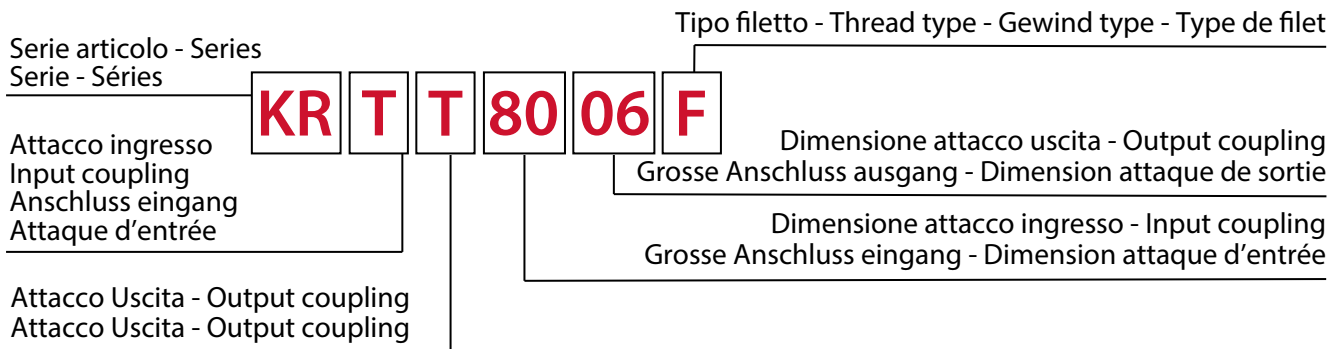 Tipo filetto - Thread type - Gewind type - Type de filet
Serie articolo - Series
Serie - Séries
KR T T 80 06 F
Attacco ingresso
Input coupling
Anschluss eingang
Attaque d'entrée
Dimensione attacco uscita - Output coupling
Grosse Anschluss ausgang - Dimension attaque de sortie
Dimensione attacco ingresso - Input coupling
Grosse Anschluss eingang - Dimension attaque d'entrée
Attacco Uscita - Output coupling
Attacco Uscita - Output coupling